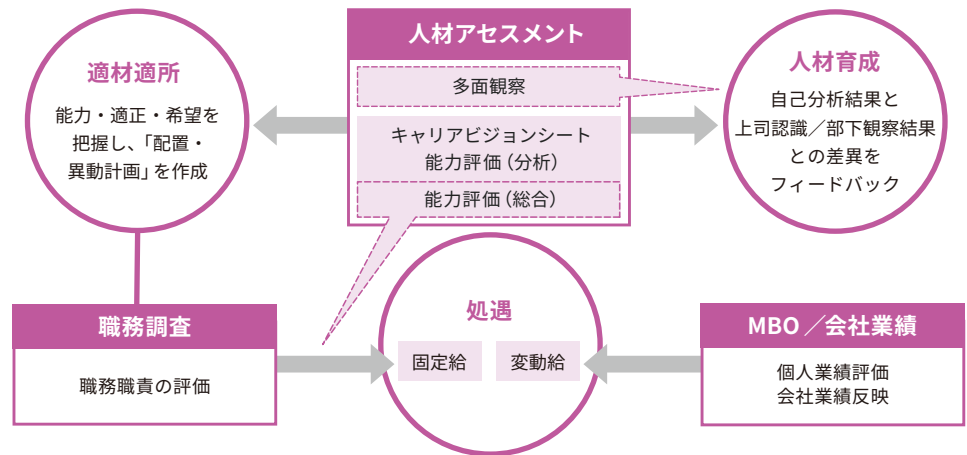 人材アセスメント
多面観察
キャリアビジョンシート
能力評価(分析)
能力評価(総合)
適材適所
能力・適正・希望を
把握し、「配置・
異動計画」を作成
人材育成
自己分析結果と
上司認識/部下観察結果
との差異を
フィードバック
職務調査
職務職責の評価
処遇
固定給
変動給
MBO/会社業績
個人業績評価
会社業績反映